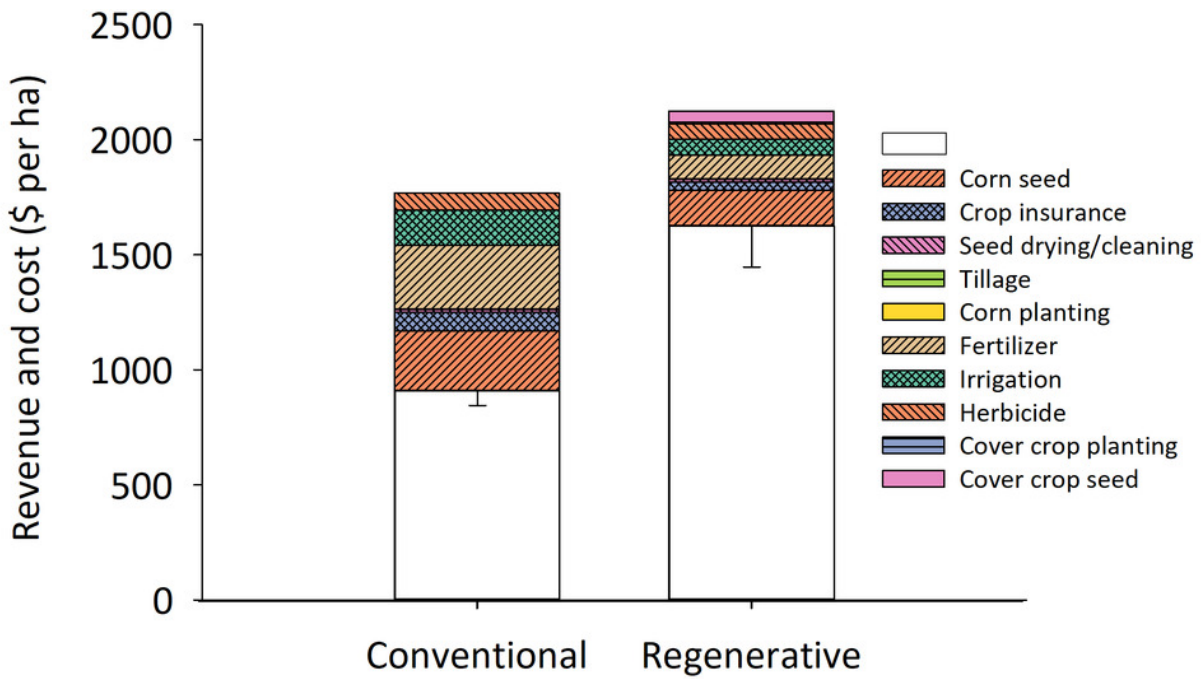 Revenue and cost ($ per ha)
2500
2000
1500
1000
500
0
Conventional
Regenerative
Corn seed
Crop insurance
Seed drying/cleaning
Tillage
Corn planting
Fertilizer
Irrigation
Herbicide
Cover crop planting
Cover crop seed